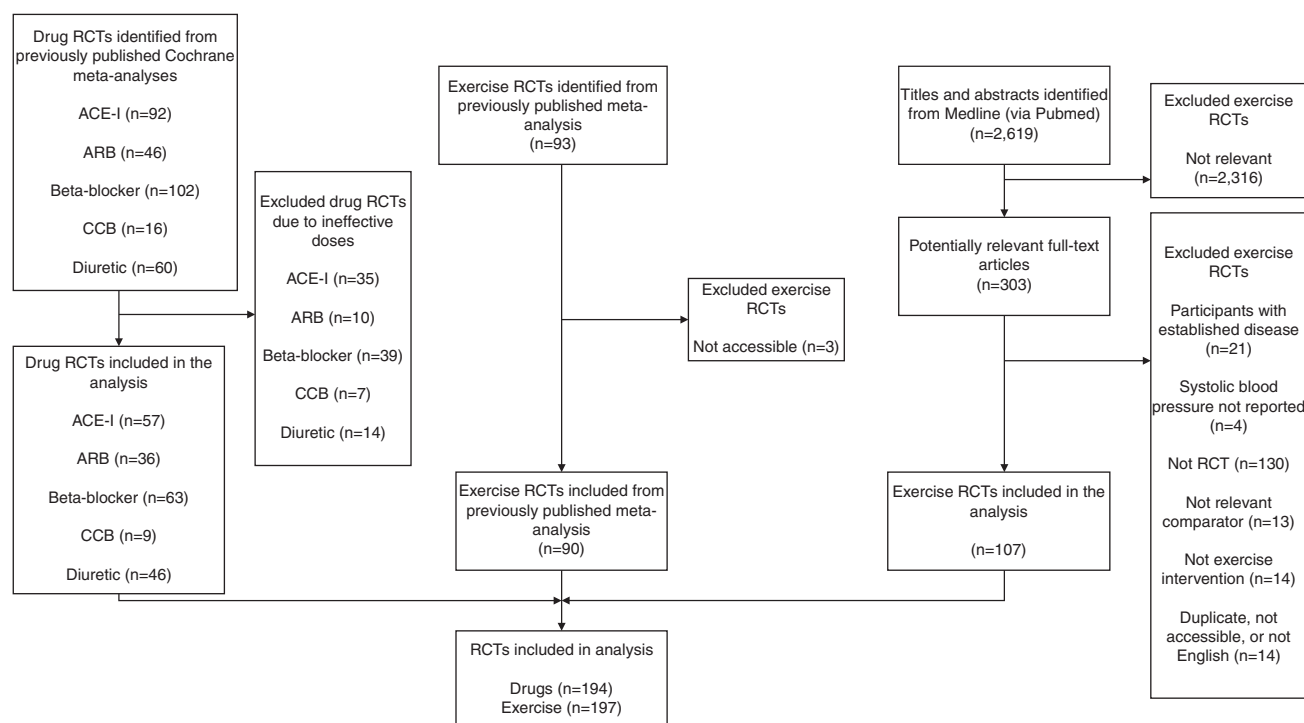 Drug RCTs identified from
previously published Cochrane
meta-analyses
ACE-I (n=92)
ARB (n=46)
Beta-blocker (n=102)
CCB (n=16)
Diuretic (n=60)
Excluded drug RCTs
due to ineffective
doses
ACE-I (n=35)
ARB (n=10)
Beta-blocker (n=39)
CCB (n=7)
Diuretic (n=14)
Drug RCTs included in the
analysis
ACE-I (n=57)
ARB (n=36)
Beta-blocker (n=63)
CCB (n=9)
Diuretic (n=46)
Exercise RCTs identified from
previously published meta-
analysis
(n=93)
Excluded exercise
RCTs
Not accessible (n=3)
Exercise RCTs included from
previously published meta-
analysis
(n=90)
Titles and abstracts identified
from Medline (via Pubmed)
(n=2,619)
Excluded exercise
RCTs
Not relevant
(n=2,316)
Potentially relevant full-text
articles
(n=303)
Excluded exercise
RCTs
Participants with
established disease
(n=21)
Systolic blood
pressure not reported
(n=4)
Not RCT (n=130)
Not relevant
comparator (n=13)
Not exercise
intervention (n=14)
Duplicate, not
accessible, or not
English (n=14)
Exercise RCTs included in the
analysis
(n=107)
RCTs included in analysis
Drugs (n=194)
Exercise (n=197)